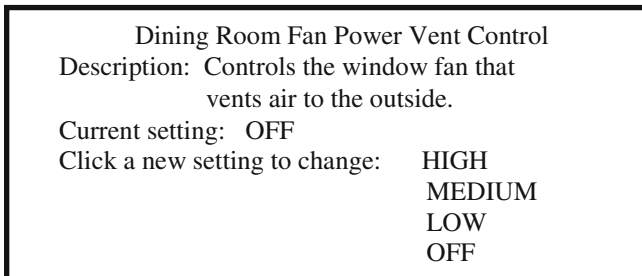 Dining Room Fan Power Vent Control
Description: Controls the window fan that
vents air to the outside.
Current setting: OFF
Click a new setting to change: HIGH
MEDIUM
LOW
OFF